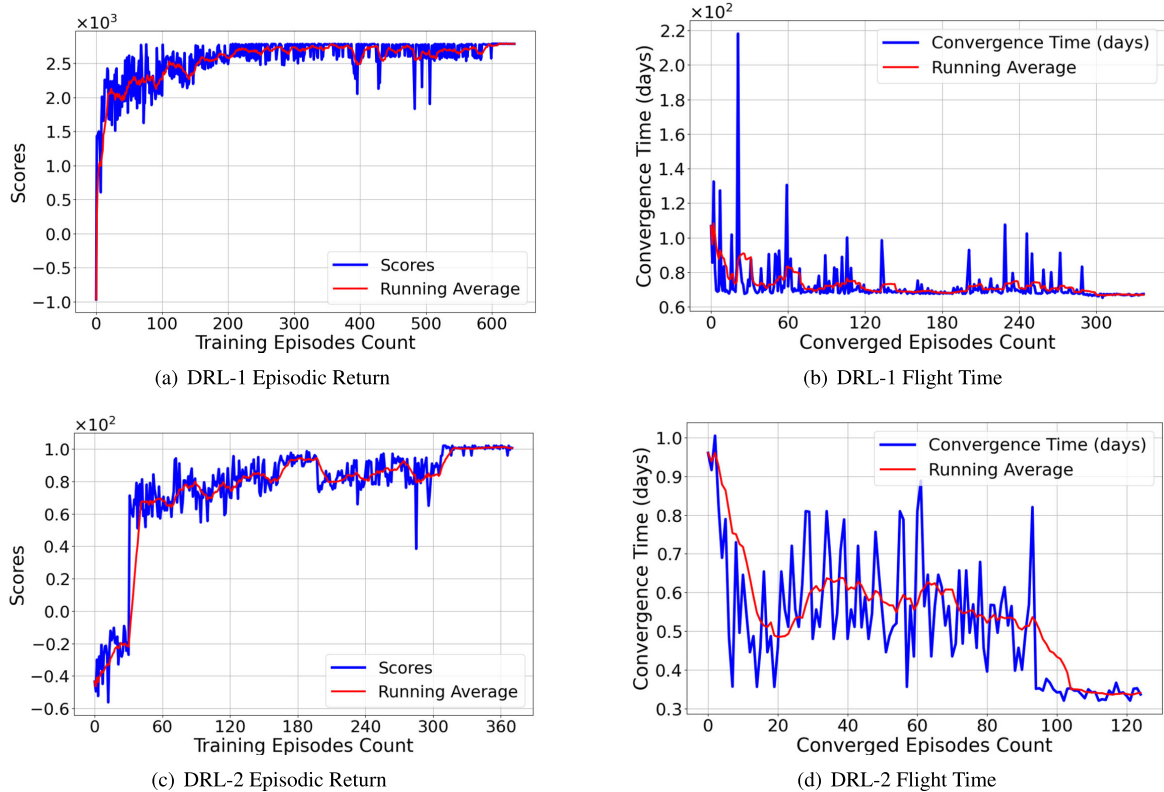 ×10³
Scores
2.5
2.0
1.5
1.0
0.5
0.0
−0.5
−1.0
Scores
Running Average
0 100 200 300 400 500 600
Training Episodes Count
(a) DRL-1 Episodic Return
×10²
Convergence Time (days)
2.2
2.0
1.8
1.6
1.4
1.2
1.0
0.8
0.6
Convergence Time (days)
Running Average
0 60 120 180 240 300
Converged Episodes Count
(b) DRL-1 Flight Time
×10²
Scores
1.0
0.8
0.6
0.4
0.2
0.0
−0.2
−0.4
−0.6
Scores
Running Average
0 60 120 180 240 300 360
Training Episodes Count
(c) DRL-2 Episodic Return
Convergence Time (days)
1.0
0.9
0.8
0.7
0.6
0.5
0.4
0.3
Convergence Time (days)
Running Average
0 20 40 60 80 100 120
Converged Episodes Count
(d) DRL-2 Flight Time